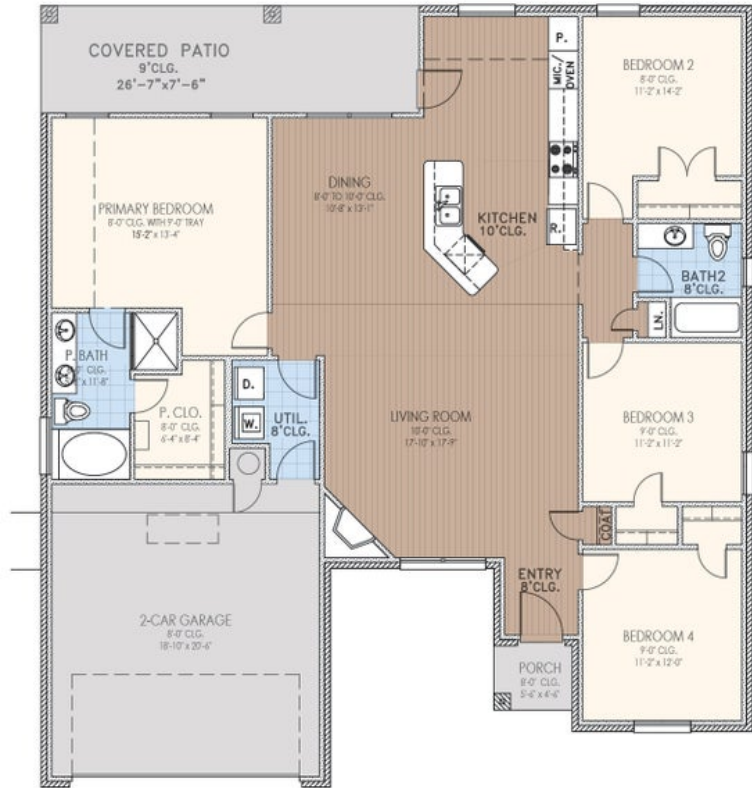 COVERED PATIO
9'CLG.
26'-7"x7'-6"
P.
MIC./
OVEN
BEDROOM 2
8'-0" CLG.
11'-2" x 14'-2"
DINING
8'-0" TO 10'-0" CLG.
10'-8" x 13'-1"
PRIMARY BEDROOM
8'-0" CLG. WITH 9'-0" TRAY
15'-2" x 13'-4"
KITCHEN
10'CLG.
R.
BATH2
8'CLG.
LN.
P. BATH
CLG.
x 11'-8"
P. CLO.
8'-0" CLG.
6'-4" x 8'-4"
D.
W.
UTIL.
8'CLG.
LIVING ROOM
10'-0" CLG.
17'-10" x 17'-9"
BEDROOM 3
9'-0" CLG.
11'-2" x 11'-2"
COAT
ENTRY
8'CLG.
2-CAR GARAGE
8'-0" CLG.
18'-10" x 20'-6"
PORCH
8'-0" CLG.
5'-6" x 4'-6"
BEDROOM 4
9'-0" CLG.
11'-2" x 12'-0"